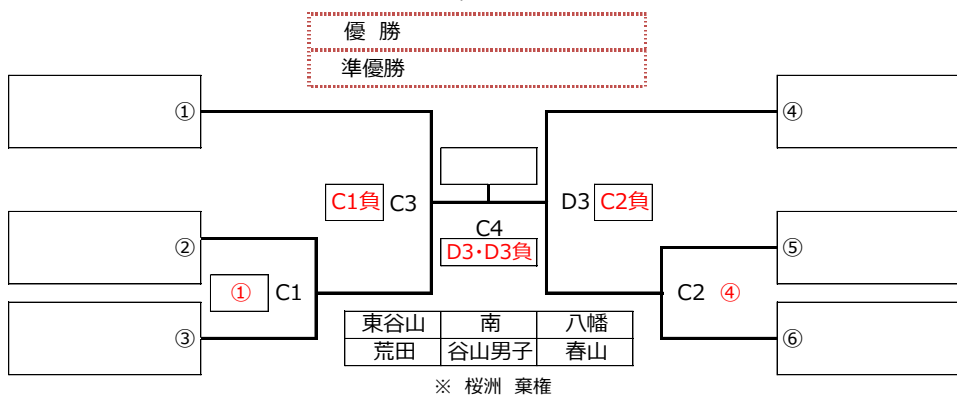 優 勝
準優勝
① ④
C1負 C3 D3 C2負
② C4 ⑤
D3・D3負
① C1 C2 ④
③ 東谷山 南 八幡 ⑥
荒田 谷山男子 春山
※ 桜洲 棄権